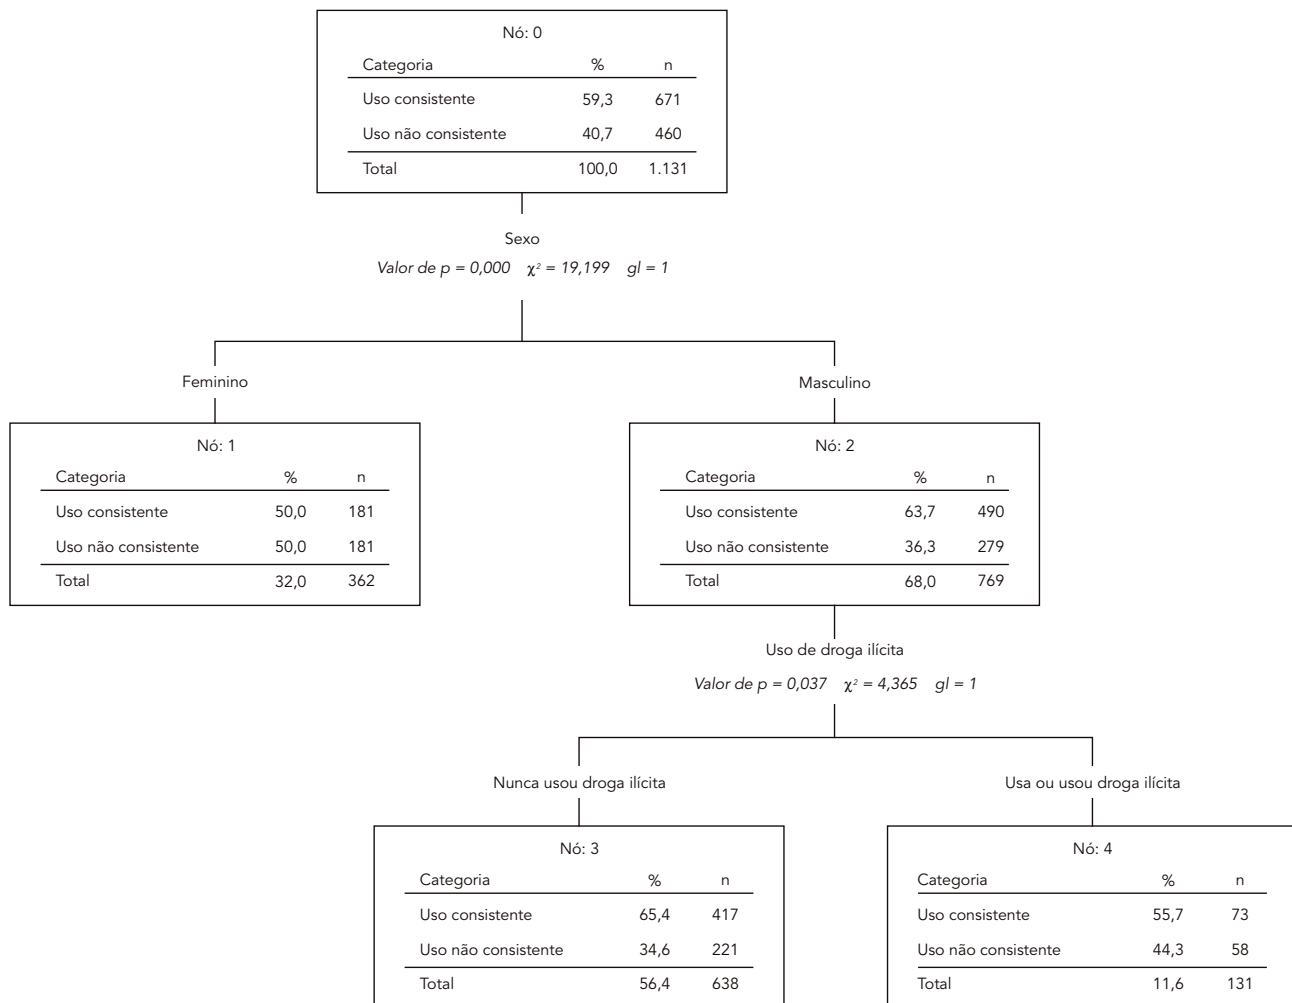 Nó: 0
Categoria % n
Uso consistente 59,3 671
Uso não consistente 40,7 460
Total 100,0 1.131
Sexo
Valor de p = 0,000 χ² = 19,199 gl = 1
Feminino
Masculino
Nó: 1
Categoria % n
Uso consistente 50,0 181
Uso não consistente 50,0 181
Total 32,0 362
Nó: 2
Categoria % n
Uso consistente 63,7 490
Uso não consistente 36,3 279
Total 68,0 769
Uso de droga ilícita
Valor de p = 0,037 χ² = 4,365 gl = 1
Nunca usou droga ilícita
Usa ou usou droga ilícita
Nó: 3
Categoria % n
Uso consistente 65,4 417
Uso não consistente 34,6 221
Total 56,4 638
Nó: 4
Categoria % n
Uso consistente 55,7 73
Uso não consistente 44,3 58
Total 11,6 131